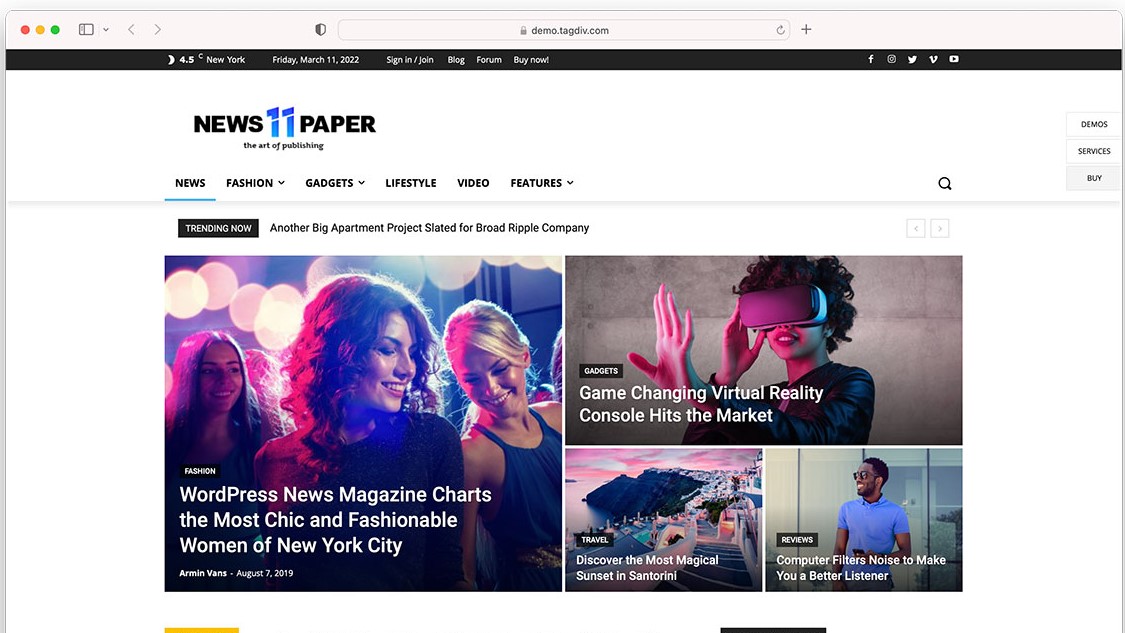 demo.tagdiv.com
4.5 C New York Friday, March 11, 2022 Sign in / Join Blog Forum Buy now!
NEWS 11 PAPER
the art of publishing
DEMOS
SERVICES
BUY
NEWS FASHION GADGETS LIFESTYLE VIDEO FEATURES
TRENDING NOW Another Big Apartment Project Slated for Broad Ripple Company
FASHION
WordPress News Magazine Charts
the Most Chic and Fashionable
Women of New York City
Armin Vans - August 7, 2019
GADGETS
Game Changing Virtual Reality
Console Hits the Market
TRAVEL
Discover the Most Magical
Sunset in Santorini
REVIEWS
Computer Filters Noise to Make
You a Better Listener